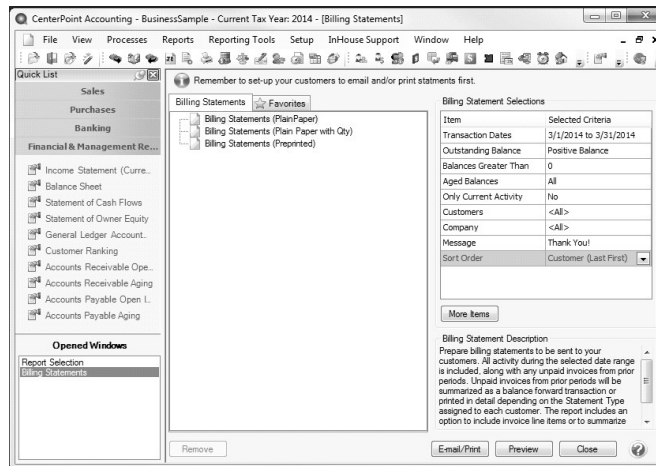 CenterPoint Accounting - BusinessSample - Current Tax Year: 2014 - [Billing Statements]
File View Processes Reports Reporting Tools Setup InHouse Support Window Help
Quick List
Sales
Purchases
Banking
Financial & Management Re...
Income Statement (Curre..
Balance Sheet
Statement of Cash Flows
Statement of Owner Equity
General Ledger Account..
Customer Ranking
Accounts Receivable Ope..
Accounts Receivable Aging
Accounts Payable Open I..
Accounts Payable Aging
Opened Windows
Report Selection
Billing Statements
Remember to set-up your customers to email and/or print statments first.
Billing Statements Favorites
Billing Statements (PlainPaper)
Billing Statements (Plain Paper with Qty)
Billing Statements (Preprinted)
Remove
Billing Statement Selections
Item Selected Criteria
Transaction Dates 3/1/2014 to 3/31/2014
Outstanding Balance Positive Balance
Balances Greater Than 0
Aged Balances All
Only Current Activity No
Customers <All>
Company <All>
Message Thank You!
Sort Order Customer (Last First)
More Items
Billing Statement Description
Prepare billing statements to be sent to your
customers. All activity during the selected date range
is included, along with any unpaid invoices from prior
periods. Unpaid invoices from prior periods will be
summarized as a balance forward transaction or
printed in detail depending on the Statement Type
assigned to each customer. The report includes an
option to include invoice line items or to summarize
E-mail/Print Preview Close